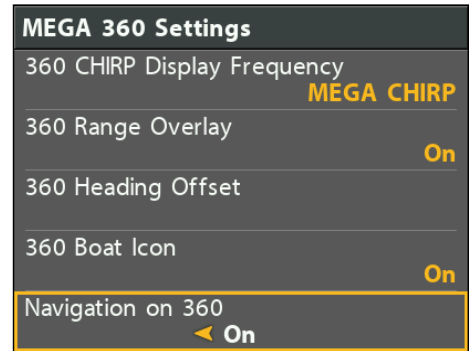 MEGA 360 Settings
360 CHIRP Display Frequency
MEGA CHIRP
360 Range Overlay
On
360 Heading Offset
360 Boat Icon
On
Navigation on 360
On